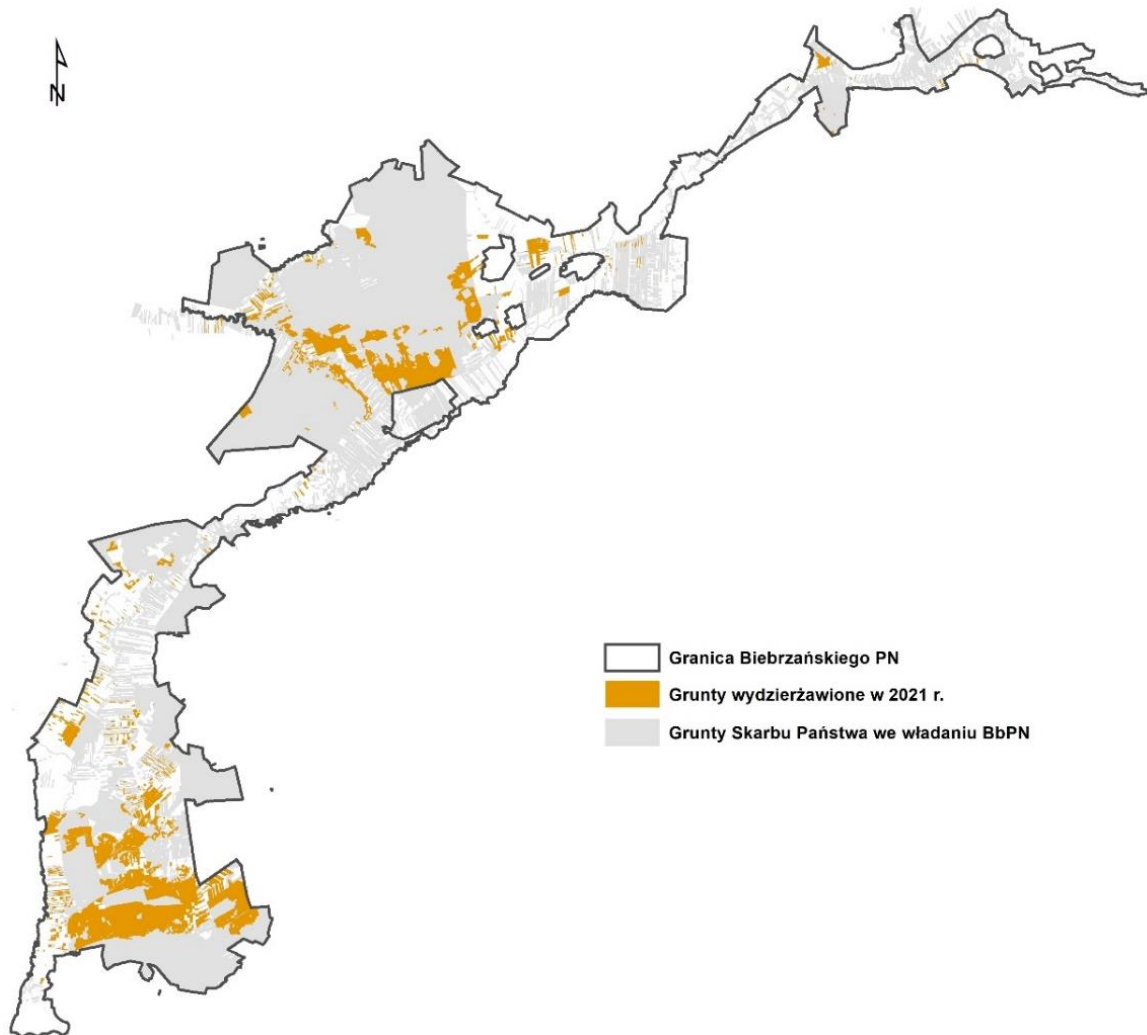 N
Granica Biebrzańskiego PN
Grunty wydzierżawione w 2021 r.
Grunty Skarbu Państwa we władaniu BbPN